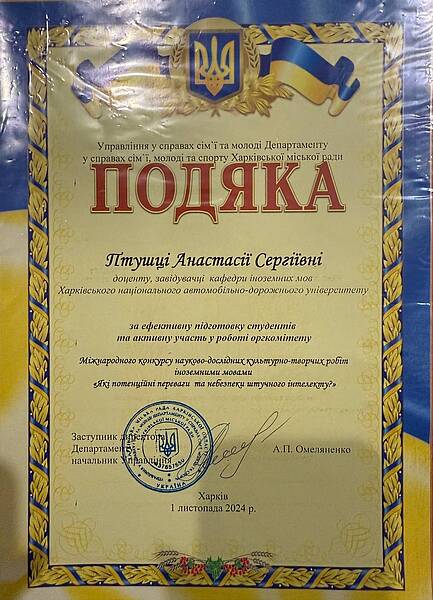 Управління у справах сім’ї та молоді Департаменту
у справах сім’ї, молоді та спорту Харківської міської ради
ПОДЯКА
Птушці Анастасії Сергіївні
доценту, завідувачці кафедри іноземних мов
Харківського національного автомобільно-дорожнього університету
за ефективну підготовку студентів
та активну участь у роботі оргкомітету
Міжнародного конкурсу науково-дослідних культурно-творчих робіт
іноземними мовами
«Які потенційні переваги та небезпеки штучного інтелекту?»
Заступник директора
Департаменту -
начальник Управління
А.П. Омеляненко
УКРАЇНА
Харків
1 листопада 2024 р.